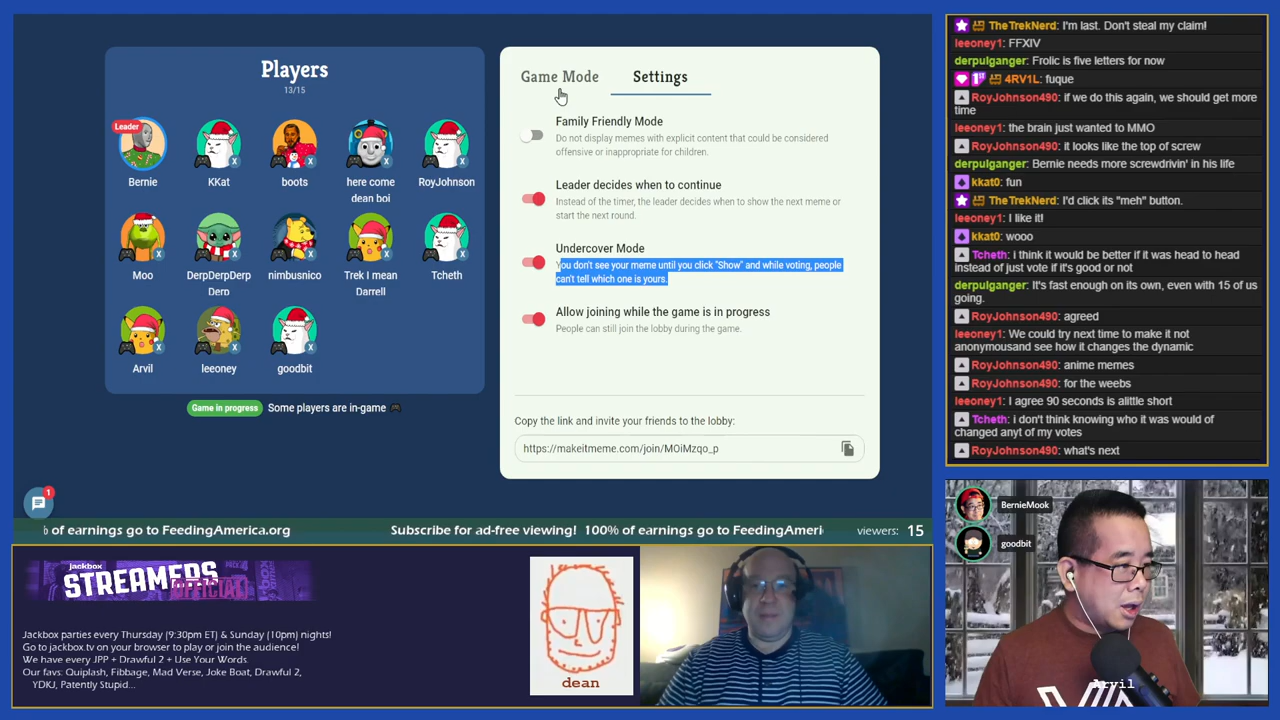 Players
13/15
Leader
Bernie
KKat
boots
here come
dean boi
RoyJohnson
Moo
DerpDerpDerp
Derp
nimbusnico
Trek I mean
Darrell
Tcheth
Arvil
leeoney
goodbit
Game in progress
Some players are in-game
Game Mode
Settings
Family Friendly Mode
Do not display memes with explicit content that could be considered
offensive or inappropriate for children.
Leader decides when to continue
Instead of the timer, the leader decides when to show the next meme or
start the next round.
Undercover Mode
You don't see your meme until you click "Show" and while voting, people
can't tell which one is yours.
Allow joining while the game is in progress
People can still join the lobby during the game.
Copy the link and invite your friends to the lobby:
https://makeitmeme.com/join/MOiMzqo_p
1
% of earnings go to FeedingAmerica.org
Subscribe for ad-free viewing! 100% of earnings go to FeedingAmeri
viewers: 15
jackbox
STREAMERS
OFFICIAL
Jackbox parties every Thursday (9:30pm ET) & Sunday (10pm) nights!
Go to jackbox.tv on your browser to play or join the audience!
We have every JPP + Drawful 2 + Use Your Words.
Our favs: Quiplash, Fibbage, Mad Verse, Joke Boat, Drawful 2,
YDKJ, Patently Stupid...
dean
TheTrekNerd: I'm last. Don't steal my claim!
leeoney1: FFXIV
derpulganger: Frolic is five letters for now
4RV1L: fuque
RoyJohnson490: if we do this again, we should get more
time
leeoney1: the brain just wanted to MMO
RoyJohnson490: it looks like the top of screw
derpulganger: Bernie needs more screwdrivin' in his life
kkat0: fun
TheTrekNerd: I'd click its "meh" button.
leeoney1: I like it!
kkat0: wooo
Tcheth: i think it would be better if it was head to head
instead of just vote if it's good or not
derpulganger: It's fast enough on its own, even with 15 of us
going.
RoyJohnson490: agreed
leeoney1: We could try next time to make it not
anonymousand see how it changes the dynamic
RoyJohnson490: anime memes
RoyJohnson490: for the weebs
leeoney1: I agree 90 seconds is alittle short
Tcheth: i don't think knowing who it was would of
changed anyt of my votes
RoyJohnson490: what's next
BernieMook
goodbit
Arvil